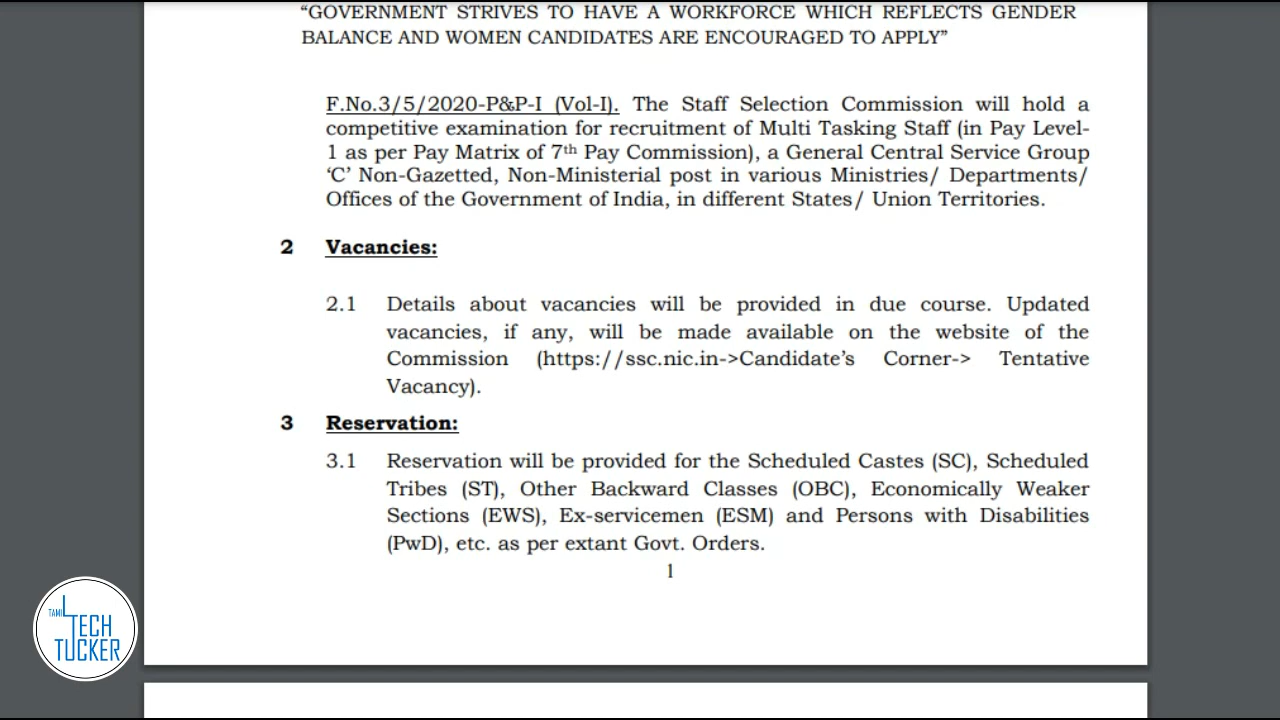 “GOVERNMENT STRIVES TO HAVE A WORKFORCE WHICH REFLECTS GENDER
BALANCE AND WOMEN CANDIDATES ARE ENCOURAGED TO APPLY”
F.No.3/5/2020-P&P-I (Vol-I). The Staff Selection Commission will hold a
competitive examination for recruitment of Multi Tasking Staff (in Pay Level-
1 as per Pay Matrix of 7th Pay Commission), a General Central Service Group
‘C’ Non-Gazetted, Non-Ministerial post in various Ministries/ Departments/
Offices of the Government of India, in different States/ Union Territories.
2 Vacancies:
2.1 Details about vacancies will be provided in due course. Updated
vacancies, if any, will be made available on the website of the
Commission (https://ssc.nic.in->Candidate’s Corner-> Tentative
Vacancy).
3 Reservation:
3.1 Reservation will be provided for the Scheduled Castes (SC), Scheduled
Tribes (ST), Other Backward Classes (OBC), Economically Weaker
Sections (EWS), Ex-servicemen (ESM) and Persons with Disabilities
(PwD), etc. as per extant Govt. Orders.
1
TAMIL
TECH
TUCKER